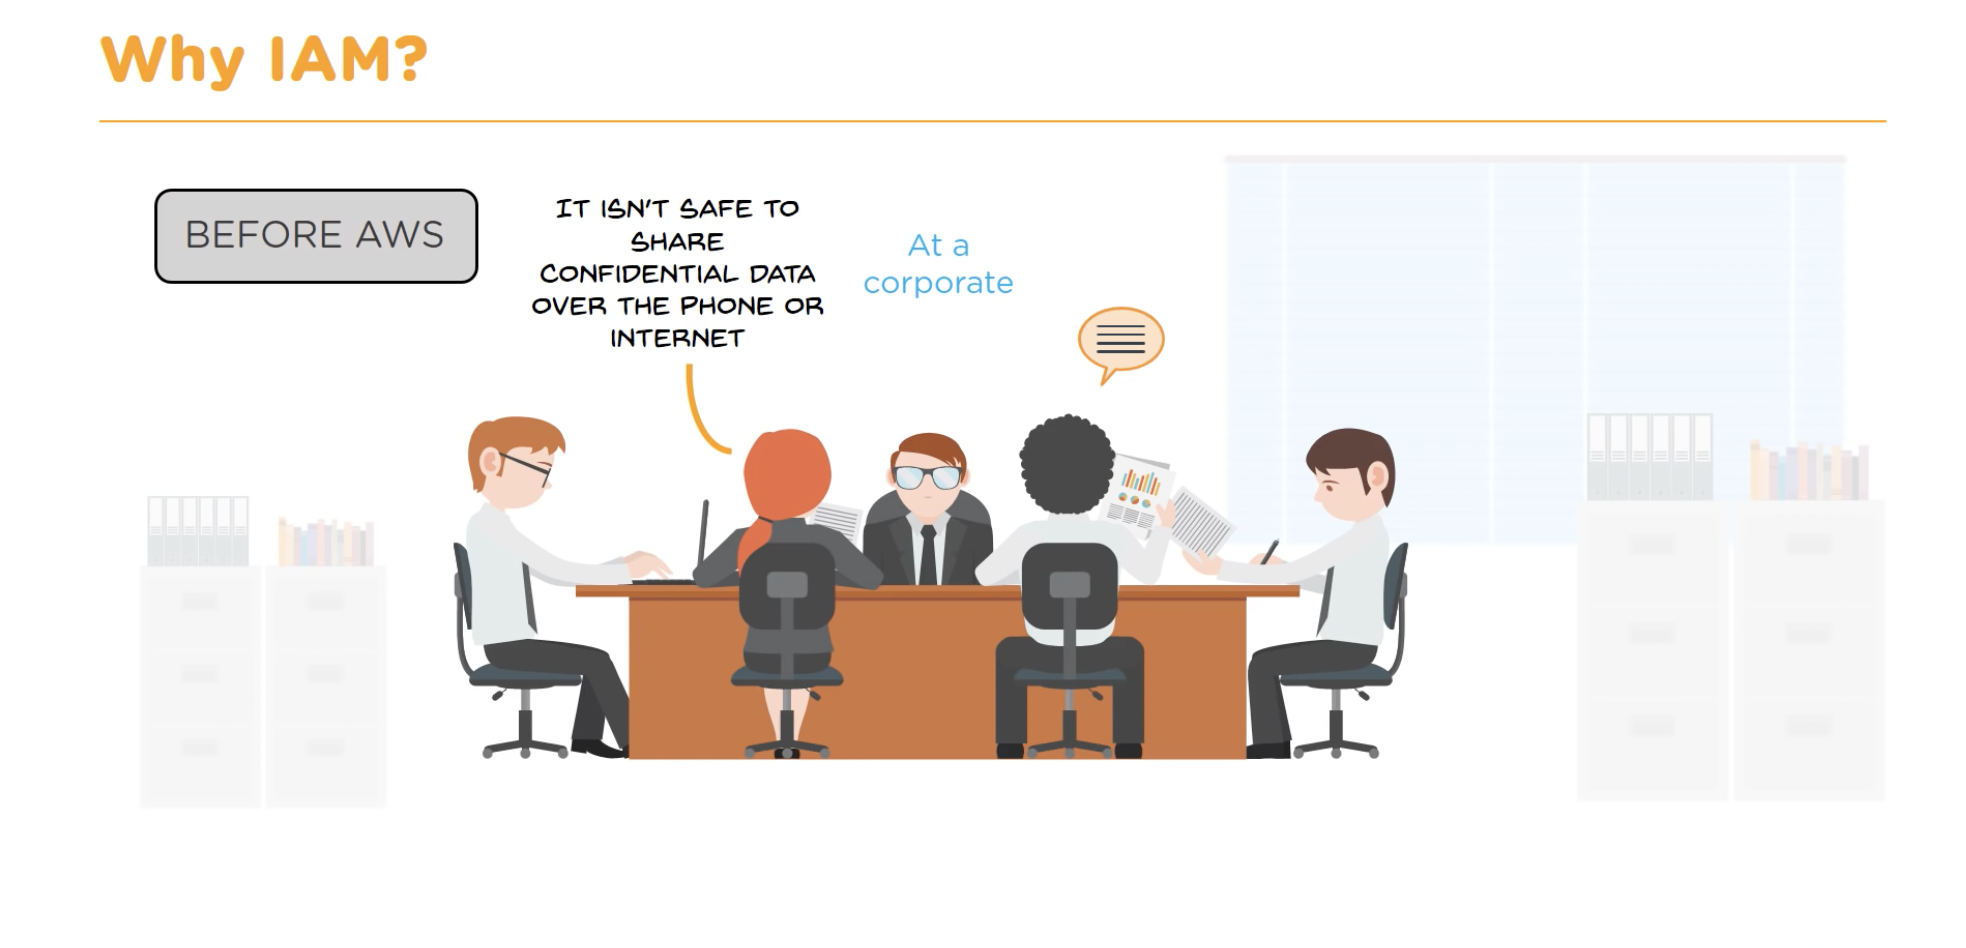 Why IAM?
BEFORE AWS
IT ISN'T SAFE TO
SHARE
CONFIDENTIAL DATA
OVER THE PHONE OR
INTERNET
At a
corporate